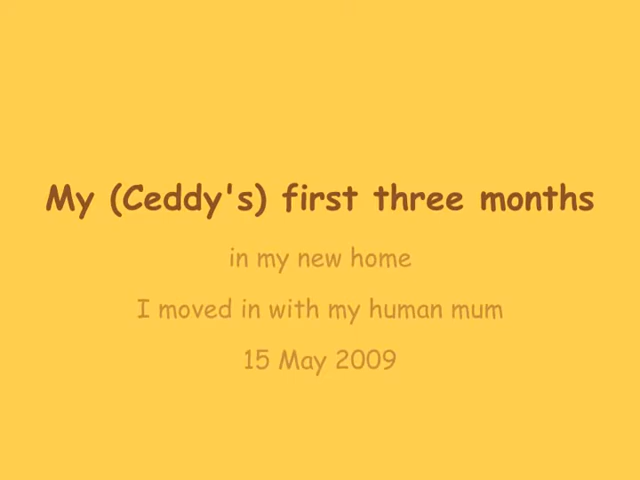 My (Ceddy's) first three months
in my new home
I moved in with my human mum
15 May 2009